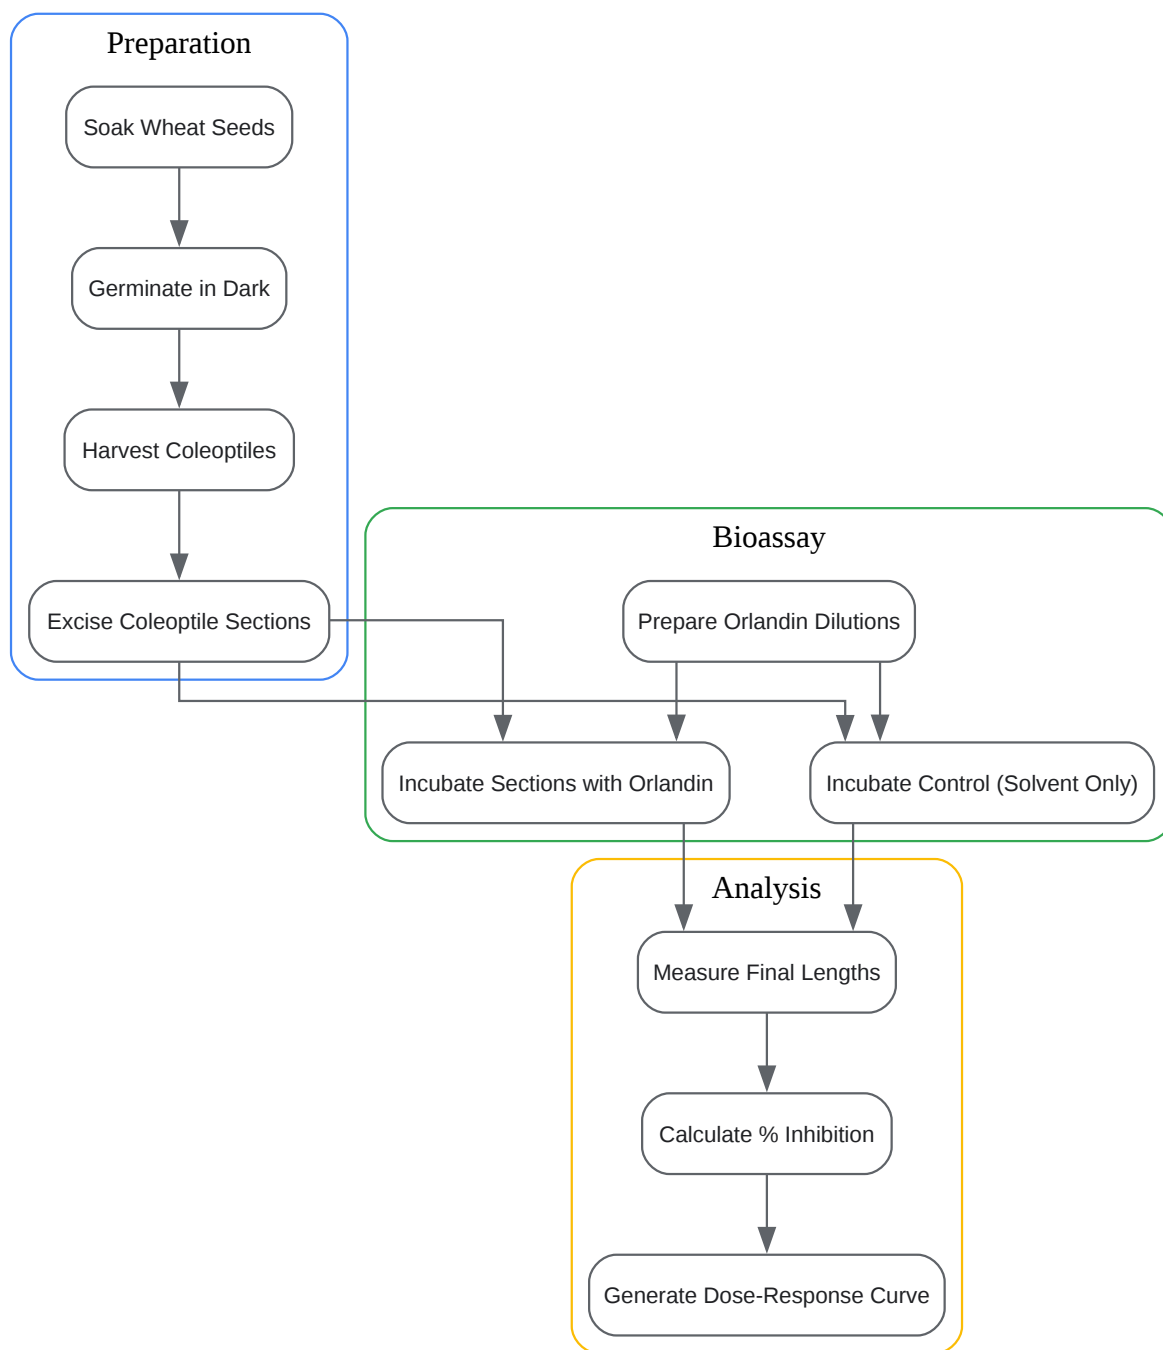 Preparation
Soak Wheat Seeds
Germinate in Dark
Harvest Coleoptiles
Excise Coleoptile Sections
Bioassay
Prepare Orlandin Dilutions
Incubate Sections with Orlandin
Incubate Control (Solvent Only)
Analysis
Measure Final Lengths
Calculate % Inhibition
Generate Dose-Response Curve